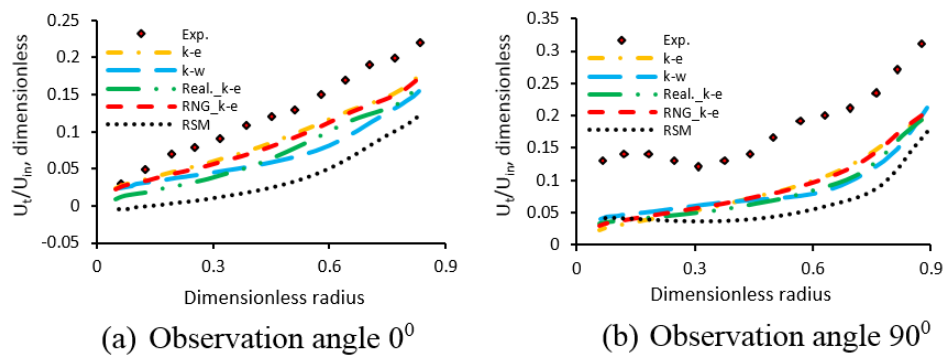 0.25
0.2
0.15
0.1
0.05
0
-0.05
Uₜ/Uᵢₙ, dimensionless
Exp.
k-e
k-w
Real._k-e
RNG_k-e
RSM
0
0.3
0.6
0.9
Dimensionless radius
(a) Observation angle 0⁰
0.35
0.3
0.25
0.2
0.15
0.1
0.05
0
Uₜ/Uᵢₙ, dimensionless
Exp.
k-e
k-w
Real._k-e
RNG_k-e
RSM
0
0.3
0.6
0.9
Dimensionless radius
(b) Observation angle 90⁰